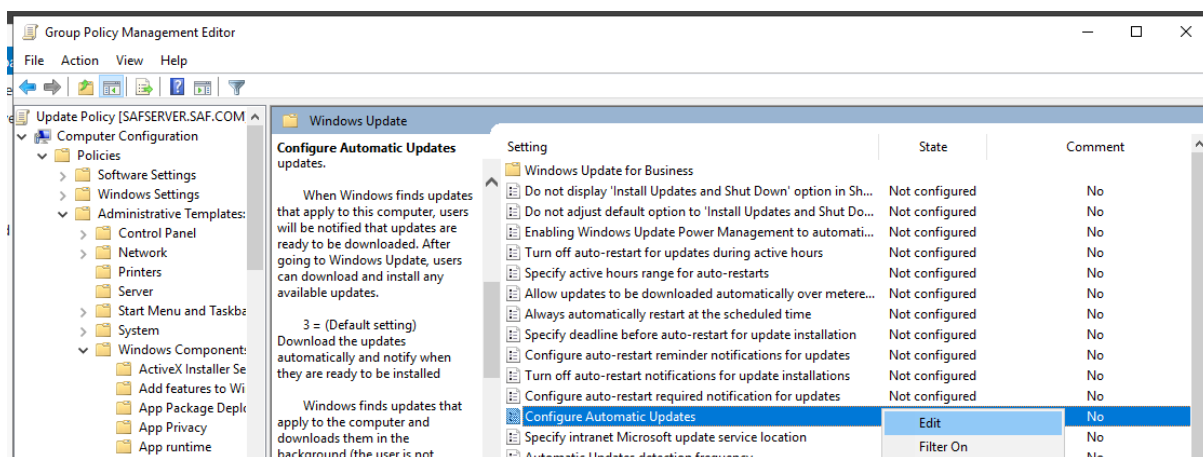 Group Policy Management Editor
File Action View Help
Update Policy [SAFSERVER.SAF.COM
Computer Configuration
Policies
Software Settings
Windows Settings
Administrative Templates:
Control Panel
Network
Printers
Server
Start Menu and Taskba
System
Windows Component:
ActiveX Installer Se
Add features to Wi
App Package Deplo
App Privacy
App runtime
Windows Update
Configure Automatic Updates
updates.
When Windows finds updates
that apply to this computer, users
will be notified that updates are
ready to be downloaded. After
going to Windows Update, users
can download and install any
available updates.
3 = (Default setting)
Download the updates
automatically and notify when
they are ready to be installed
Windows finds updates that
apply to the computer and
downloads them in the
background (the user is not
Setting State Comment
Windows Update for Business
Do not display 'Install Updates and Shut Down' option in Sh... Not configured No
Do not adjust default option to 'Install Updates and Shut Do... Not configured No
Enabling Windows Update Power Management to automati... Not configured No
Turn off auto-restart for updates during active hours Not configured No
Specify active hours range for auto-restarts Not configured No
Allow updates to be downloaded automatically over metere... Not configured No
Always automatically restart at the scheduled time Not configured No
Specify deadline before auto-restart for update installation Not configured No
Configure auto-restart reminder notifications for updates Not configured No
Turn off auto-restart notifications for update installations Not configured No
Configure auto-restart required notification for updates Not configured No
Configure Automatic Updates No
Edit
Specify intranet Microsoft update service location No
Filter On
Automatic Updates detection frequency No